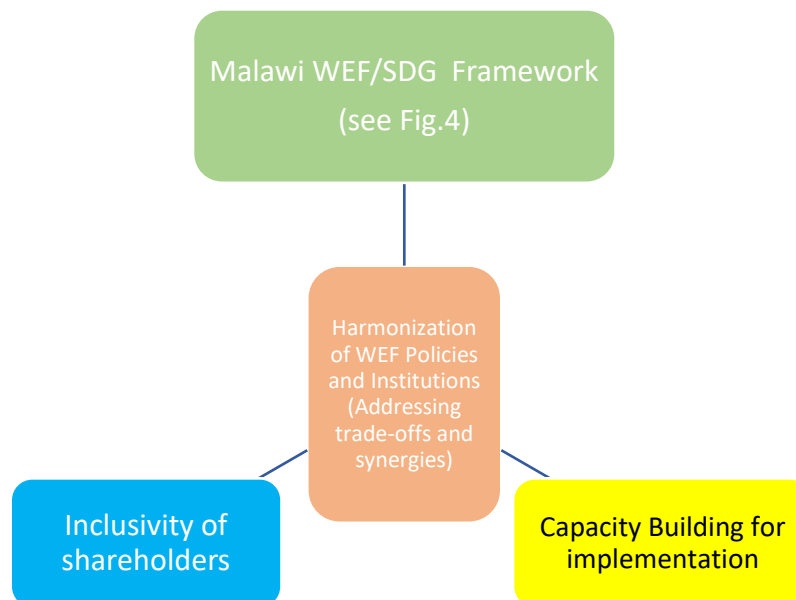 Malawi WEF/SDG Framework
(see Fig.4)
Harmonization
of WEF Policies
and Institutions
(Addressing
trade-offs and
synergies)
Inclusivity of
shareholders
Capacity Building for
implementation